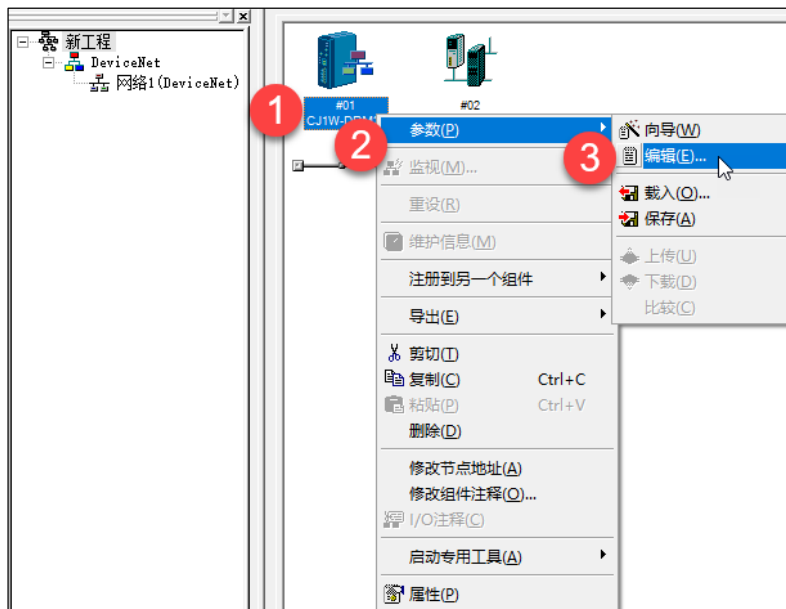 新工程
DeviceNet
网络1(DeviceNet)
#01
#02
1
2
3
参数(P)
监视(M)...
重设(R)
维护信息(M)
注册到另一个组件
导出(E)
剪切(T)
复制(C) Ctrl+C
粘贴(P) Ctrl+V
删除(D)
修改节点地址(A)
修改组件注释(O)...
I/O注释(C)
启动专用工具(A)
属性(P)
向导(W)
编辑(E)...
载入(O)...
保存(A)
上传(U)
下载(D)
比较(C)